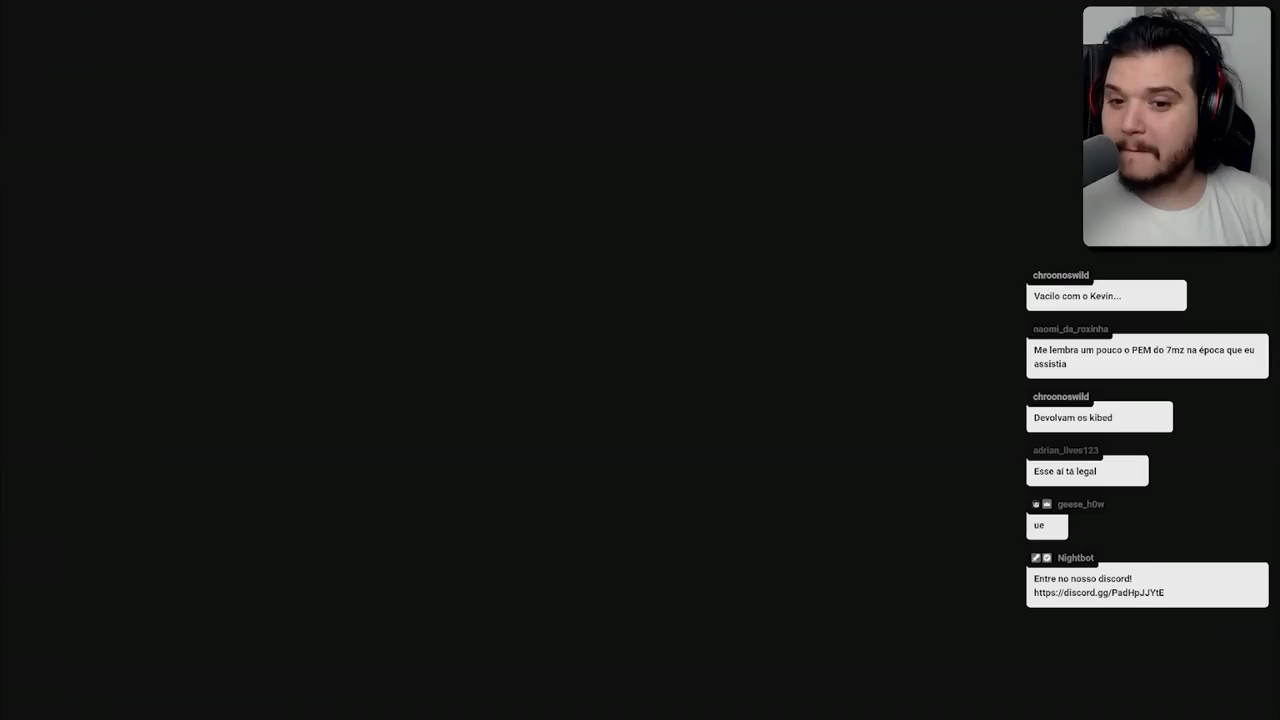 chroonoswild
Vacilo com o Kevin...
naomi_da_roxinha
Me lembra um pouco o PEM do 7mz na época que eu
assistia
chroonoswild
Devolvam os kibed
adrian_lives123
Esse aí tá legal
geese_h0w
ue
Nightbot
Entre no nosso discord!
https://discord.gg/PadHpJJYtE